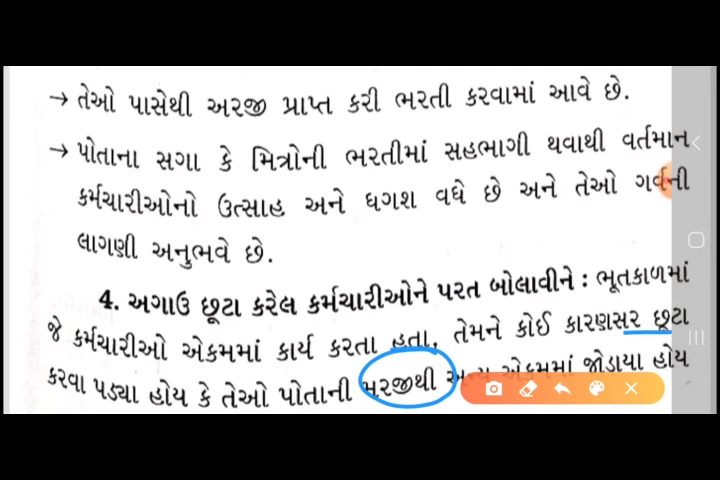 → તેઓ પાસેથી અરજી પ્રાપ્ત કરી ભરતી કરવામાં આવે છે.
→ પોતાના સગા કે મિત્રોની ભરતીમાં સહભાગી થવાથી વર્તમાન
કર્મચારીઓનો ઉત્સાહ અને ધગશ વધે છે અને તેઓ ગર્વની
લાગણી અનુભવે છે.
4. અગાઉ છૂટા કરેલ કર્મચારીઓને પરત બોલાવીને : ભૂતકાળમાં
જે કર્મચારીઓ એકમમાં કાર્ય કરતા હતા, તેમને કોઈ કારણસર છૂટા
કરવા પડ્યા હોય કે તેઓ પોતાની મરજીથી અન્ય એકમમાં જોડાયા હોય